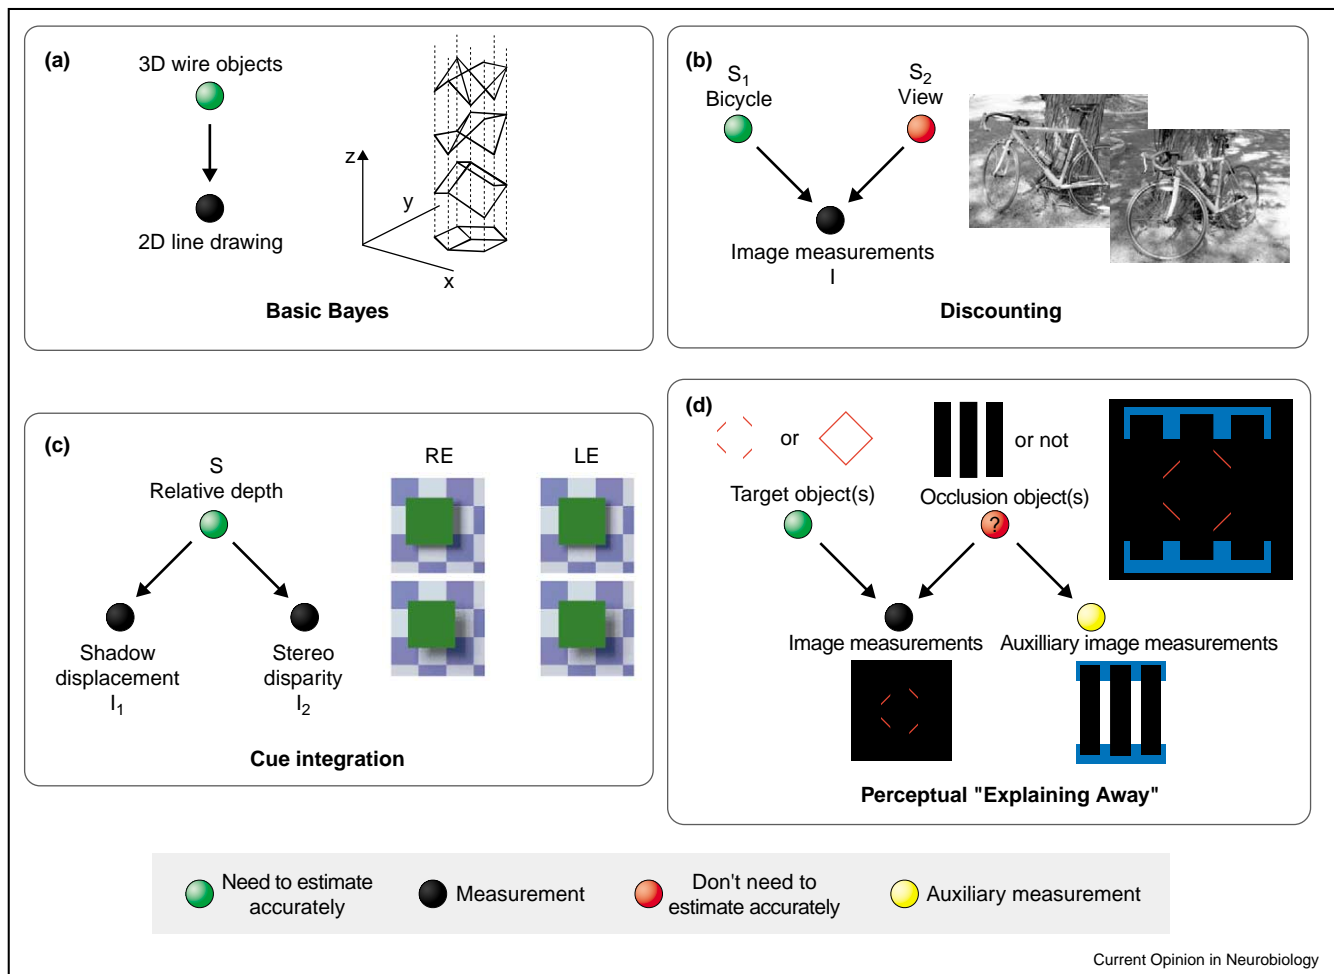 (a)
3D wire objects
2D line drawing
z
y
x
Basic Bayes
(b)
S1
Bicycle
S2
View
Image measurements
I
Discounting
(c)
S
Relative depth
Shadow
displacement
I1
Stereo
disparity
I2
RE
LE
Cue integration
(d)
or
or not
Target object(s)
Occlusion object(s)
?
Image measurements
Auxilliary image measurements
Perceptual "Explaining Away"
Need to estimate
accurately
Measurement
Don't need to
estimate accurately
Auxiliary measurement
Current Opinion in Neurobiology